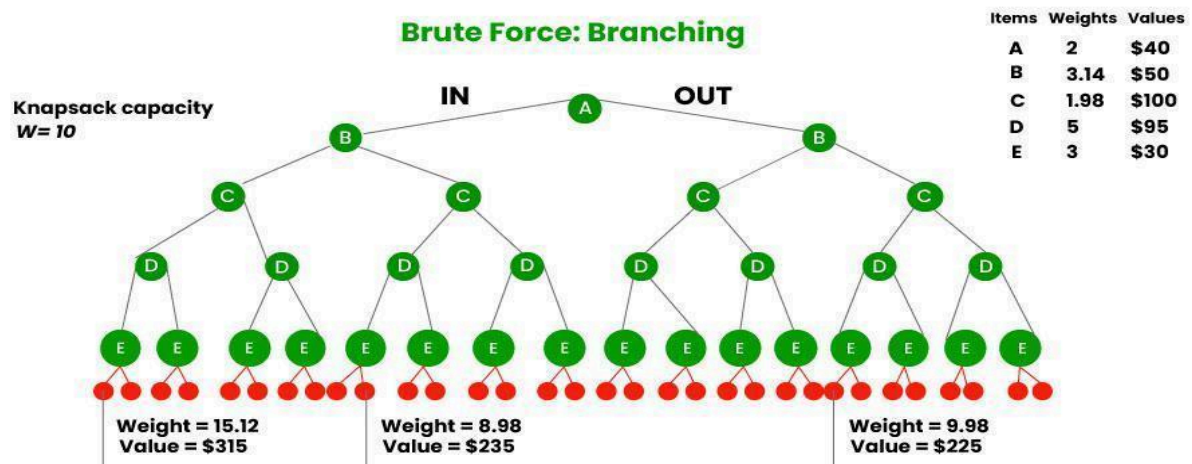 Brute Force: Branching
Items Weights Values
A 2 $40
B 3.14 $50
C 1.98 $100
D 5 $95
E 3 $30
Knapsack capacity
W= 10
IN OUT
A
B B
C C C C
D D D D D D D D
E E E E E E E E E E E E E E E E
Weight = 15.12
Value = $315
Weight = 8.98
Value = $235
Weight = 9.98
Value = $225